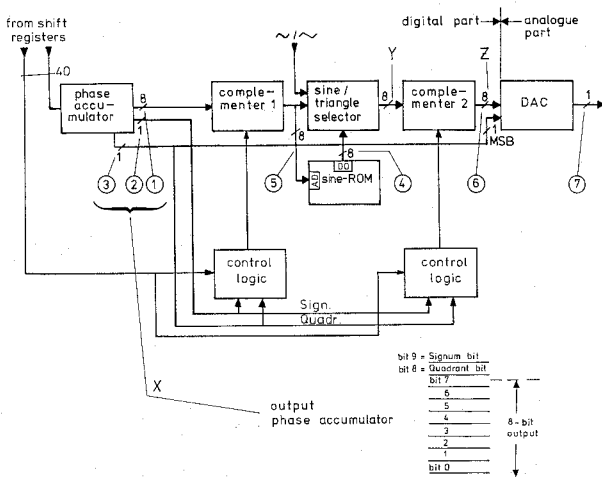 from shift
registers
40
~/~
digital part
analogue
part
phase
accu-
mulator
8
1
1
3
2
1
comple-
menter 1
8
5
sine /
triangle
selector
Y
8
8
4
DO
AD
sine-ROM
comple-
menter 2
Z
8
6
1
MSB
DAC
1
7
control
logic
control
logic
Sign.
Quadr.
X
output
phase accumulator
bit 9 = Signum bit
bit 8 = Quadrant bit
bit 7
6
5
4
3
2
1
bit 0
8-bit
output